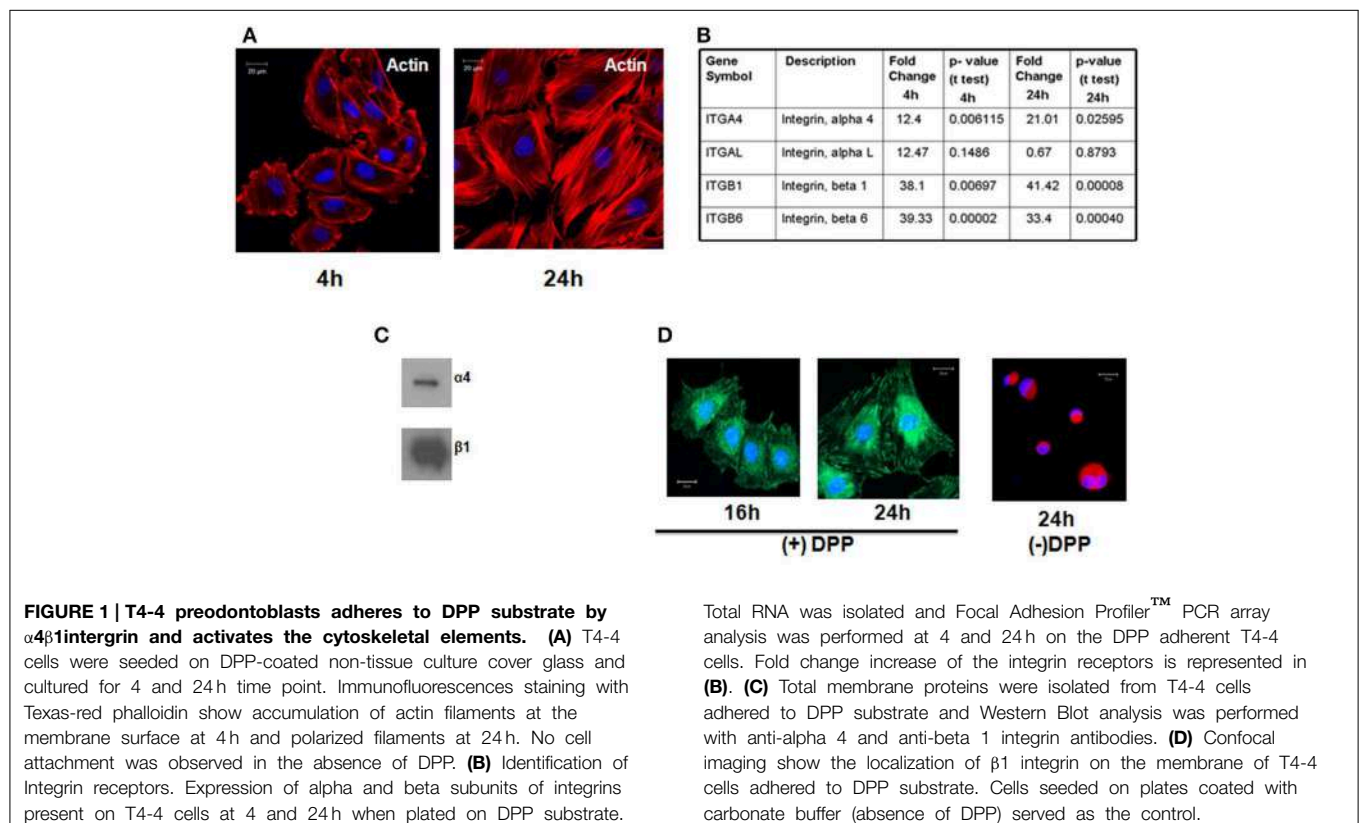 A
B
20 µm
Actin
20 µm
Actin
4h
24h
Gene Symbol Description Fold Change 4h p- value (t test) 4h Fold Change 24h p-value (t test) 24h
ITGA4 Integrin, alpha 4 12.4 0.006115 21.01 0.02595
ITGAL Integrin, alpha L 12.47 0.1486 0.67 0.8793
ITGB1 Integrin, beta 1 38.1 0.00697 41.42 0.00008
ITGB6 Integrin, beta 6 39.33 0.00002 33.4 0.00040
C
α4
β1
D
16h
24h
(+) DPP
24h
(-)DPP
FIGURE 1 | T4-4 preodontoblasts adheres to DPP substrate by
α4β1intergrin and activates the cytoskeletal elements. (A) T4-4
cells were seeded on DPP-coated non-tissue culture cover glass and
cultured for 4 and 24 h time point. Immunofluorescences staining with
Texas-red phalloidin show accumulation of actin filaments at the
membrane surface at 4 h and polarized filaments at 24 h. No cell
attachment was observed in the absence of DPP. (B) Identification of
Integrin receptors. Expression of alpha and beta subunits of integrins
present on T4-4 cells at 4 and 24 h when plated on DPP substrate.
Total RNA was isolated and Focal Adhesion Profiler™ PCR array
analysis was performed at 4 and 24 h on the DPP adherent T4-4
cells. Fold change increase of the integrin receptors is represented in
(B). (C) Total membrane proteins were isolated from T4-4 cells
adhered to DPP substrate and Western Blot analysis was performed
with anti-alpha 4 and anti-beta 1 integrin antibodies. (D) Confocal
imaging show the localization of β1 integrin on the membrane of T4-4
cells adhered to DPP substrate. Cells seeded on plates coated with
carbonate buffer (absence of DPP) served as the control.